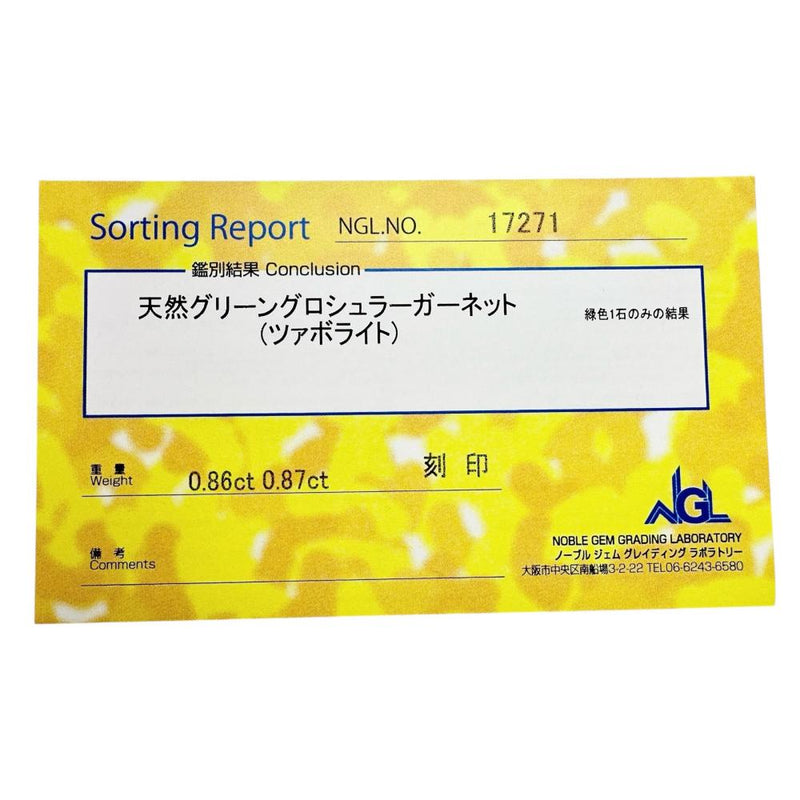 Sorting Report NGL.NO. 17271
鑑別結果 Conclusion
天然グリーングロシュラーガーネット
(ツァボライト)
緑色1石のみの結果
重量
Weight
0.86ct 0.87ct 刻印
備考
Comments
NGL
NOBLE GEM GRADING LABORATORY
ノーブル ジェム グレイディング ラボラトリー
大阪市中央区南船場3-2-22 TEL06-6243-6580